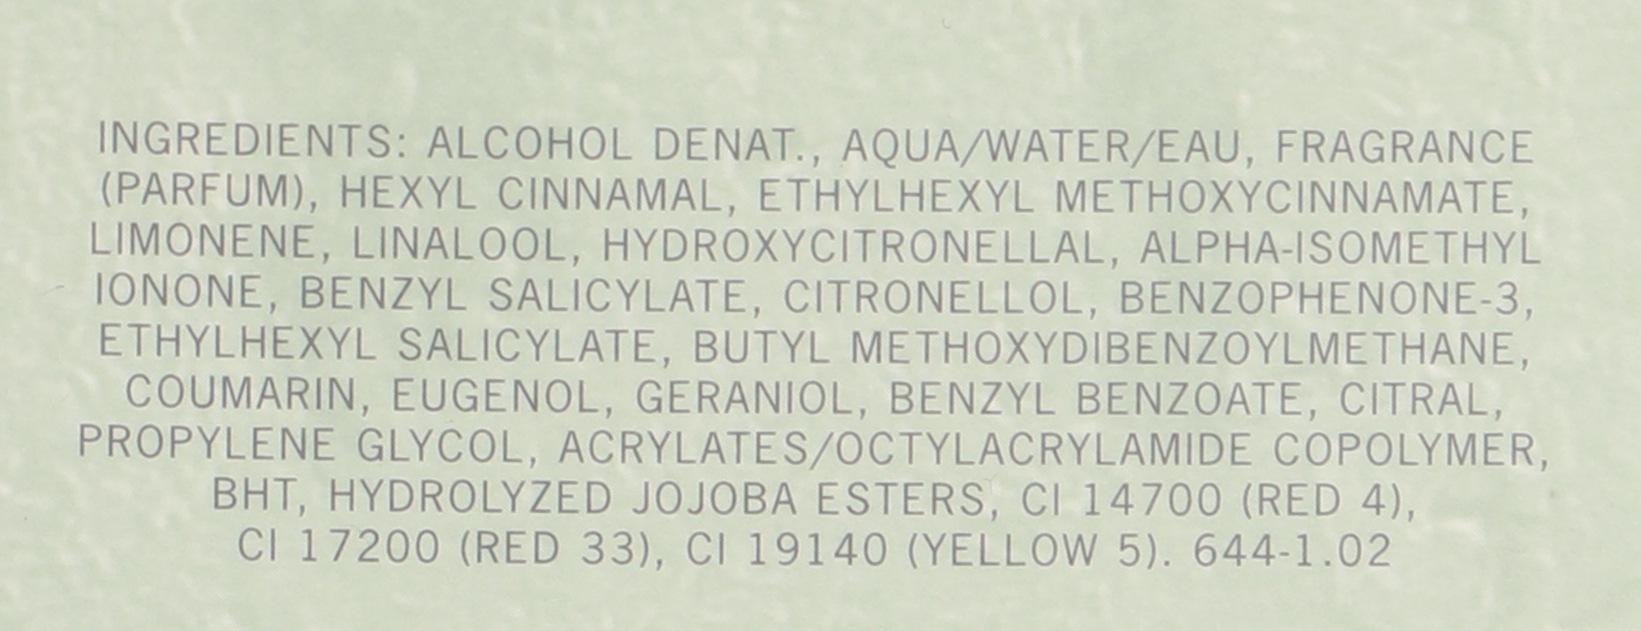 INGREDIENTS: ALCOHOL DENAT., AQUA/WATER/EAU, FRAGRANCE
(PARFUM), HEXYL CINNAMAL, ETHYLHEXYL METHOXYCINNAMATE,
LIMONENE, LINALOOL, HYDROXYCITRONELLAL, ALPHA-ISOMETHYL
IONONE, BENZYL SALICYLATE, CITRONELLOL, BENZOPHENONE-3,
ETHYLHEXYL SALICYLATE, BUTYL METHOXYDIBENZOYLMETHANE,
COUMARIN, EUGENOL, GERANIOL, BENZYL BENZOATE, CITRAL,
PROPYLENE GLYCOL, ACRYLATES/OCTYLACRYLAMIDE COPOLYMER,
BHT, HYDROLYZED JOJOBA ESTERS, CI 14700 (RED 4),
CI 17200 (RED 33), CI 19140 (YELLOW 5). 644-1.02